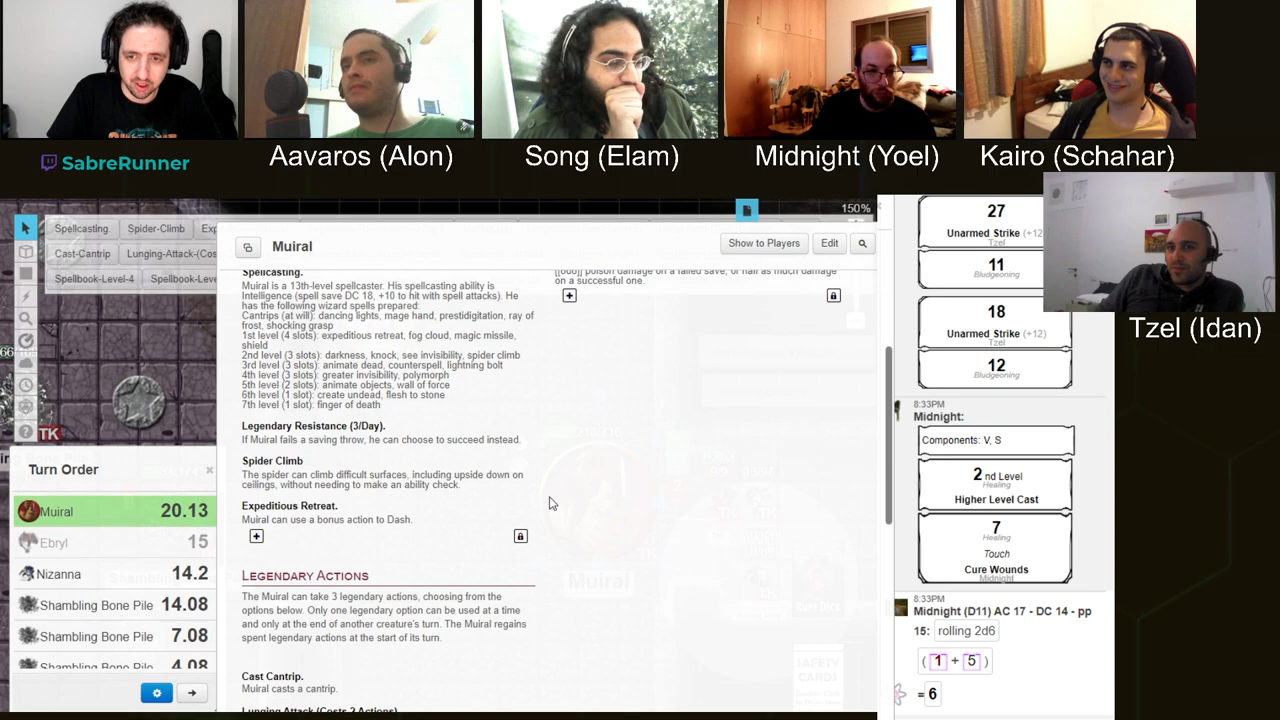 SabreRunner
Aavaros (Alon)
Song (Elam)
Midnight (Yoel)
Kairo (Schahar)
Tzel (Idan)
150%
Spellcasting
Spider-Climb
Cast-Cantrip
Lunging-Attack-(Cos
Spellbook-Level-4
Spellbook-Leve
Muiral
Show to Players
Edit
Spellcasting.
Muiral is a 13th-level spellcaster. His spellcasting ability is
Intelligence (spell save DC 18, +10 to hit with spell attacks). He
has the following wizard spells prepared:
Cantrips (at will): dancing lights, mage hand, prestidigitation, ray of
frost, shocking grasp
1st level (4 slots): expeditious retreat, fog cloud, magic missile,
shield
2nd level (3 slots): darkness, knock, see invisibility, spider climb
3rd level (3 slots): animate dead, counterspell, lightning bolt
4th level (3 slots): greater invisibility, polymorph
5th level (2 slots): animate objects, wall of force
6th level (1 slot): create undead, flesh to stone
7th level (1 slot): finger of death
Legendary Resistance (3/Day).
If Muiral fails a saving throw, he can choose to succeed instead.
Spider Climb
The spider can climb difficult surfaces, including upside down on
ceilings, without needing to make an ability check.
Expeditious Retreat.
Muiral can use a bonus action to Dash.
LEGENDARY ACTIONS
The Muiral can take 3 legendary actions, choosing from the
options below. Only one legendary option can be used at a time
and only at the end of another creature's turn. The Muiral regains
spent legendary actions at the start of its turn.
Cast Cantrip.
Muiral casts a cantrip.
Lunging Attack (Costs 2 Actions)
poison damage on a failed save, or half as much damage
on a successful one.
Muiral
SAFETY
CARDS
TK
Turn Order
Muiral 20.13
Ebryl 15
Nizanna 14.2
Shambling Bone Pile 14.08
Shambling Bone Pile 7.08
Shambling Bone Pile 4.08
27
Unarmed Strike (+12
Tzel
11
Bludgeoning
18
Unarmed Strike (+12)
Tzel
12
Bludgeoning
8:33PM
Midnight:
Components: V, S
2 nd Level
Healing
Higher Level Cast
7
Healing
Touch
Cure Wounds
Midnight
8:33PM
Midnight (D11) AC 17 - DC 14 - pp
15: rolling 2d6
( 1 + 5 )
= 6